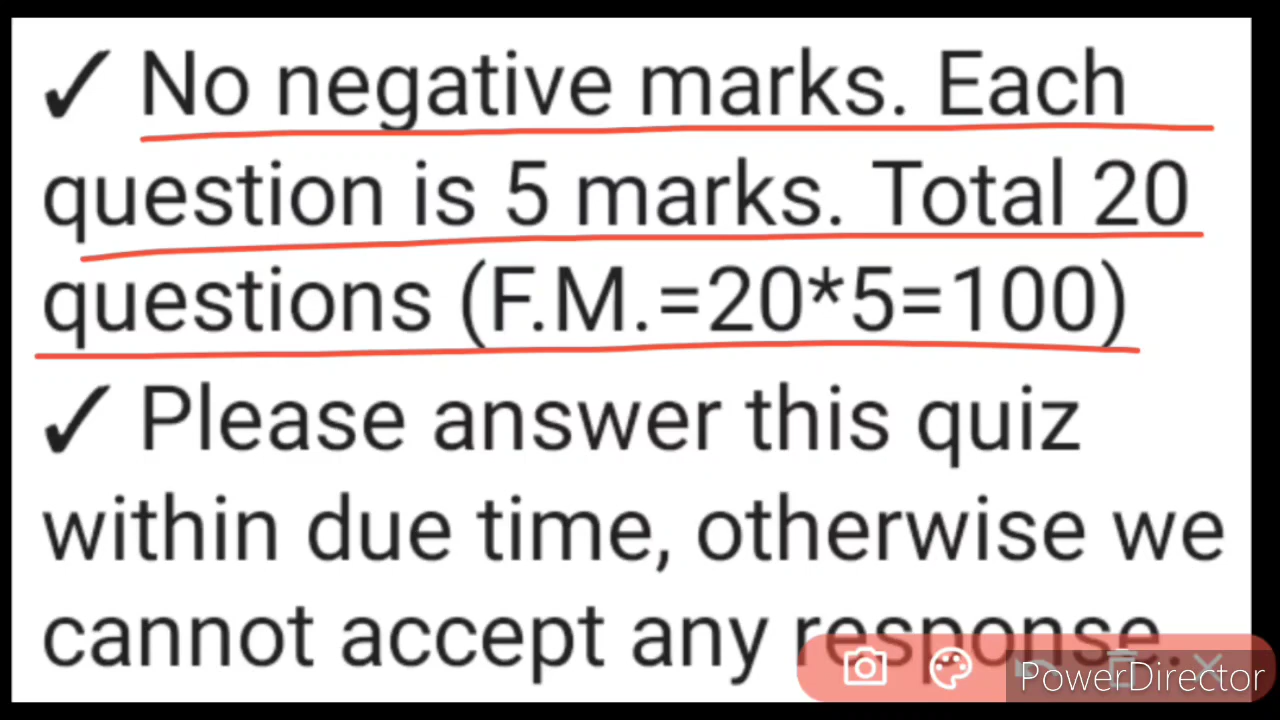 ✓ No negative marks. Each
question is 5 marks. Total 20
questions (F.M.=20*5=100)
✓ Please answer this quiz
within due time, otherwise we
cannot accept any response.
PowerDirector